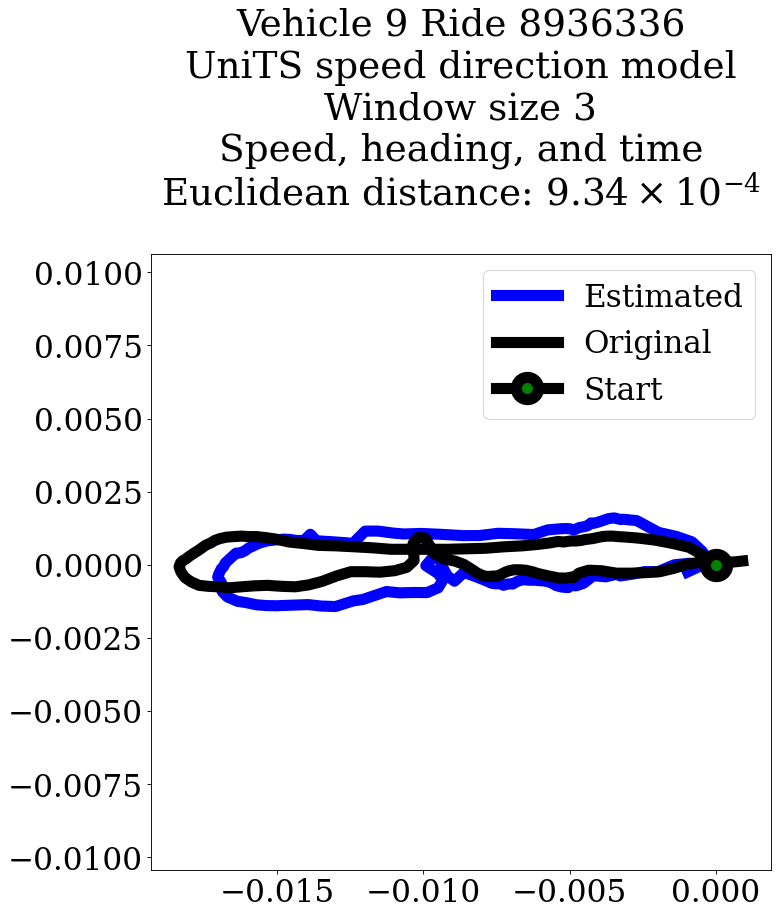 Vehicle 9 Ride 8936336
UniTS speed direction model
Window size 3
Speed, heading, and time
Euclidean distance: 9.34 × 10⁻⁴
Estimated
Original
Start
0.0100
0.0075
0.0050
0.0025
0.0000
−0.0025
−0.0050
−0.0075
−0.0100
−0.015 −0.010 −0.005 0.000